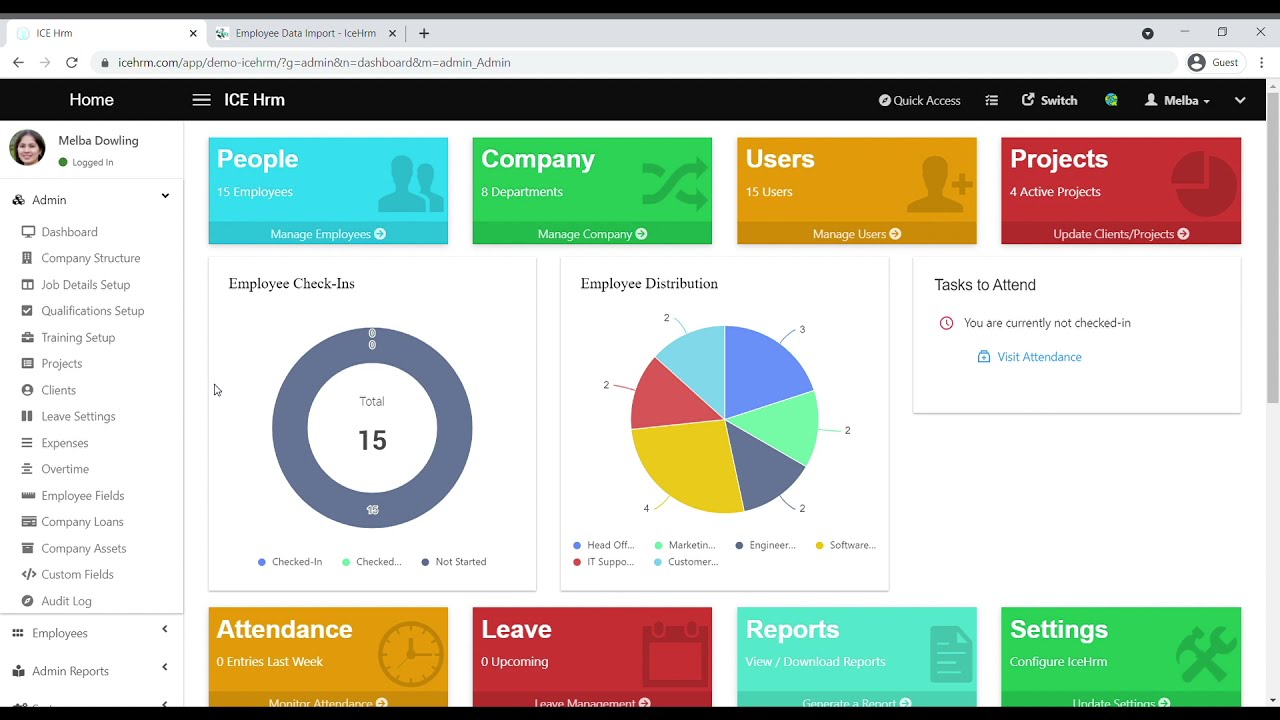 ICE Hrm
Employee Data Import - IceHrm
icehrm.com/app/demo-icehrm/?g=admin&n=dashboard&m=admin_Admin
Guest
Home
ICE Hrm
Quick Access
Switch
Melba
Melba Dowling
Logged In
Admin
Dashboard
Company Structure
Job Details Setup
Qualifications Setup
Training Setup
Projects
Clients
Leave Settings
Expenses
Overtime
Employee Fields
Company Loans
Company Assets
Custom Fields
Audit Log
Employees
Admin Reports
People
15 Employees
Manage Employees
Company
8 Departments
Manage Company
Users
15 Users
Manage Users
Projects
4 Active Projects
Update Clients/Projects
Employee Check-Ins
0
0
Total
15
15
Checked-In
Checked...
Not Started
Employee Distribution
2
3
2
2
4
2
Head Off...
Marketin...
Engineer...
Software...
IT Suppo...
Customer...
Tasks to Attend
You are currently not checked-in
Visit Attendance
Attendance
0 Entries Last Week
Monitor Attendance
Leave
0 Upcoming
Leave Management
Reports
View / Download Reports
Generate a Report
Settings
Configure IceHrm
Update Settings